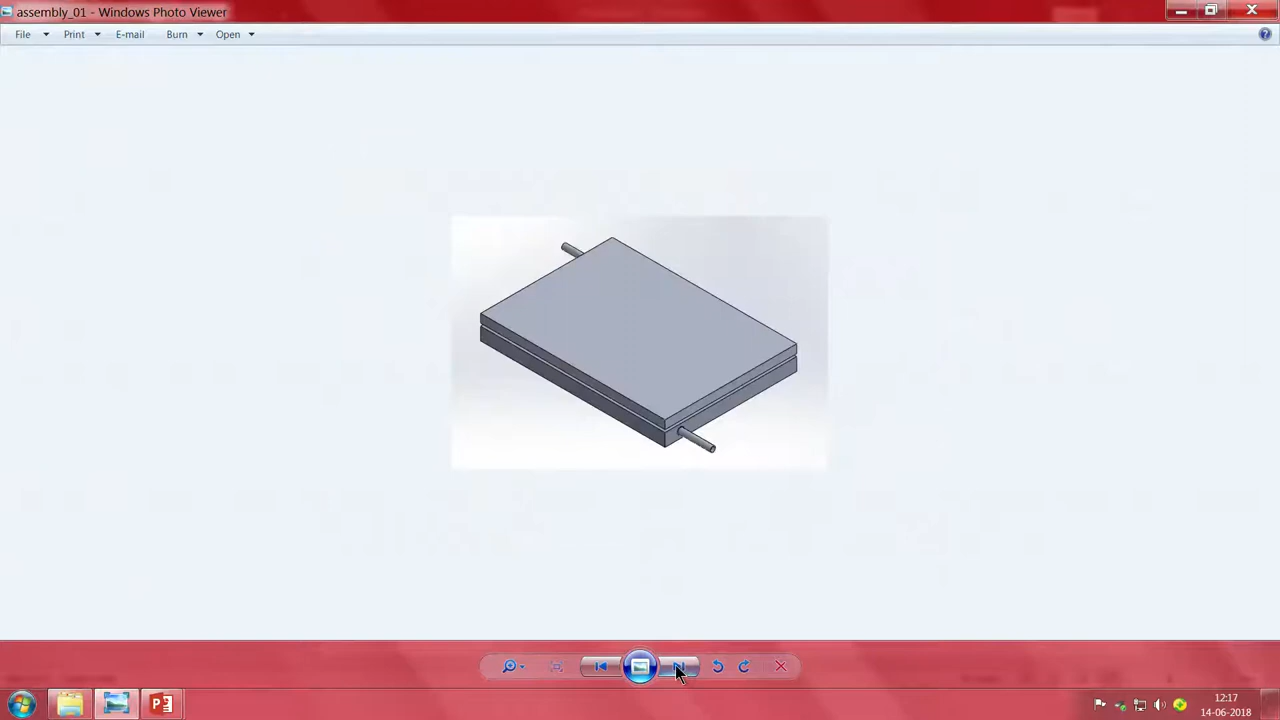 assembly_01 - Windows Photo Viewer
File Print E-mail Burn Open
12:17
14-06-2018